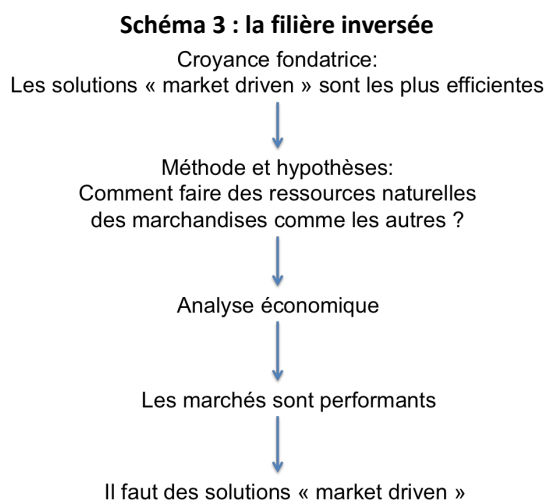 Schéma 3 : la filière inversée
Croyance fondatrice:
Les solutions « market driven » sont les plus efficientes
Méthode et hypothèses:
Comment faire des ressources naturelles
des marchandises comme les autres ?
Analyse économique
Les marchés sont performants
Il faut des solutions « market driven »